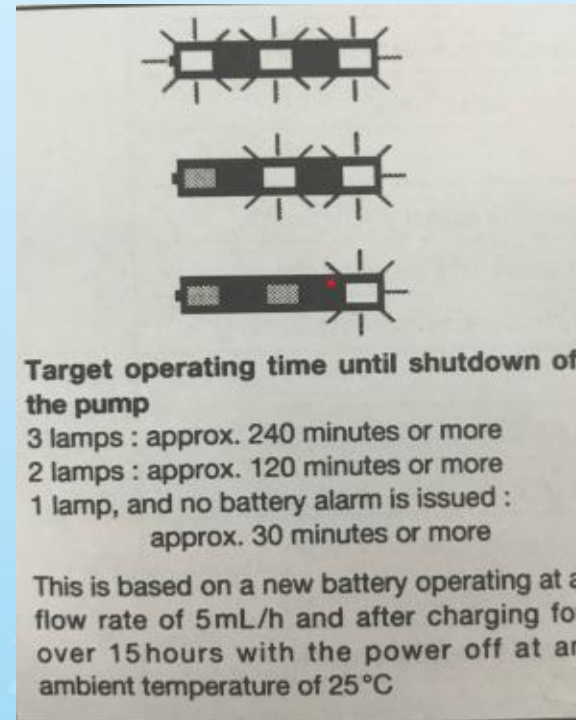 Target operating time until shutdown of
the pump
3 lamps : approx. 240 minutes or more
2 lamps : approx. 120 minutes or more
1 lamp, and no battery alarm is issued :
approx. 30 minutes or more
This is based on a new battery operating at a
flow rate of 5mL/h and after charging fo
over 15hours with the power off at an
ambient temperature of 25°C